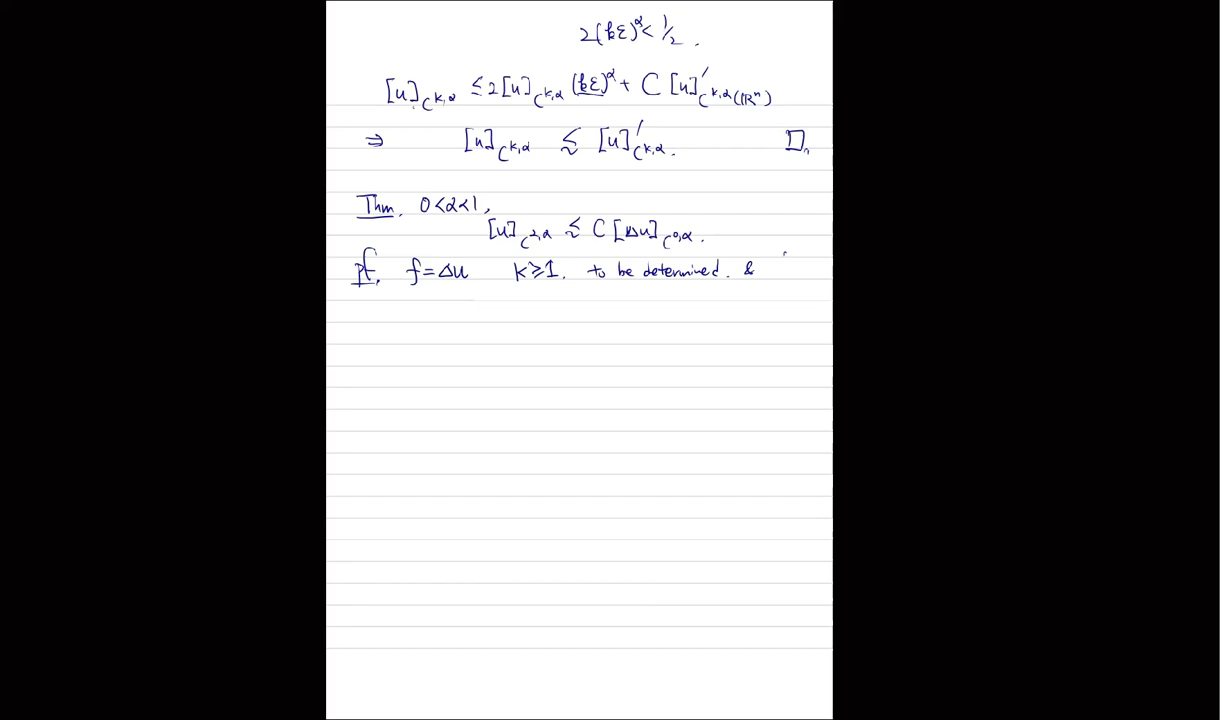 2(kε)^α < 1/2.
[u]_{C^{k,α}} ≤ 2[u]_{C^{k,α}} (kε)^α + C [u]'_{C^{k,α}(ℝ^n)}
⇒ [u]_{C^{k,α}} ≲ [u]'_{C^{k,α}}. □.
Thm. 0<α<1,
[u]_{C^{2,α}} ≲ C [Δu]_{C^{0,α}}.
Pf. f = Δu k ≥ 1. to be determined. &